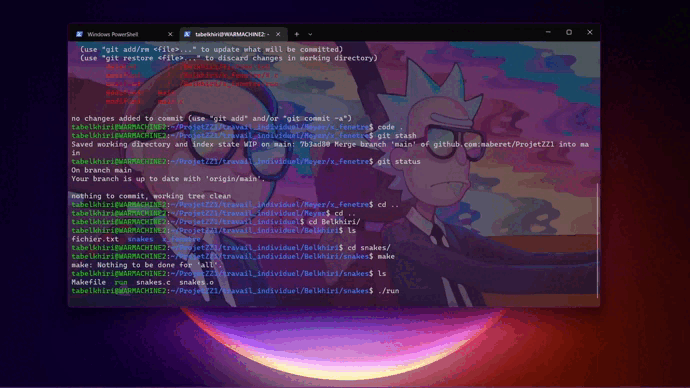 Windows PowerShell
tabelkhiri@WARMACHINE2: ~
(use "git add/rm <file>..." to update what will be committed)
(use "git restore <file>..." to discard changes in working directory)
no changes added to commit (use "git add" and/or "git commit -a")
tabelkhiri@WARMACHINE2:~/ProjetZZ1/travail_individuel/Meyer/x_fenetre$ code .
tabelkhiri@WARMACHINE2:~/ProjetZZ1/travail_individuel/Meyer/x_fenetre$ git stash
Saved working directory and index state WIP on main: 7b3ad80 Merge branch 'main' of github.com:maberet/ProjetZZ1 into ma
in
tabelkhiri@WARMACHINE2:~/ProjetZZ1/travail_individuel/Meyer/x_fenetre$ git status
On branch main
Your branch is up to date with 'origin/main'.
nothing to commit, working tree clean
tabelkhiri@WARMACHINE2:~/ProjetZZ1/travail_individuel/Meyer/x_fenetre$ cd ..
tabelkhiri@WARMACHINE2:~/ProjetZZ1/travail_individuel/Meyer$ cd ..
tabelkhiri@WARMACHINE2:~/ProjetZZ1/travail_individuel$ cd Belkhiri/
tabelkhiri@WARMACHINE2:~/ProjetZZ1/travail_individuel/Belkhiri$ ls
fichier.txt snakes x_fenetre
tabelkhiri@WARMACHINE2:~/ProjetZZ1/travail_individuel/Belkhiri$ cd snakes/
tabelkhiri@WARMACHINE2:~/ProjetZZ1/travail_individuel/Belkhiri/snakes$ make
make: Nothing to be done for 'all'.
tabelkhiri@WARMACHINE2:~/ProjetZZ1/travail_individuel/Belkhiri/snakes$ ls
Makefile run snakes.c snakes.o
tabelkhiri@WARMACHINE2:~/ProjetZZ1/travail_individuel/Belkhiri/snakes$ ./run